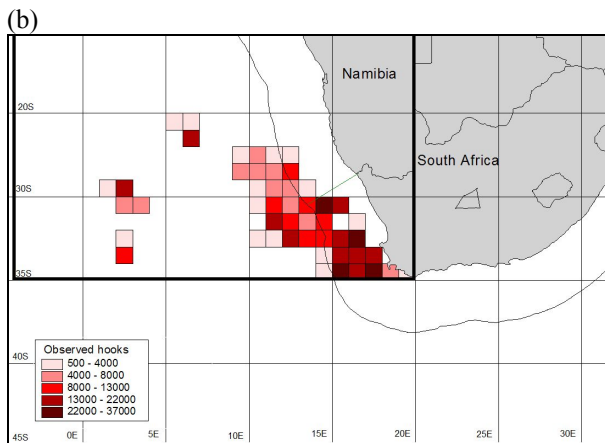 (b)
Namibia
20S
South Africa
30S
35S
Observed hooks
500 - 4000
4000 - 8000
8000 - 13000
13000 - 22000
22000 - 37000
40S
45S
0E 5E 10E 15E 20E 25E 30E